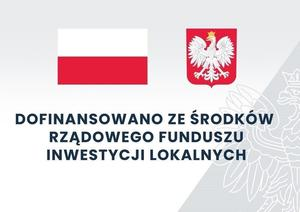 DOFINANSOWANO ZE ŚRODKÓW
RZĄDOWEGO FUNDUSZU
INWESTYCJI LOKALNYCH